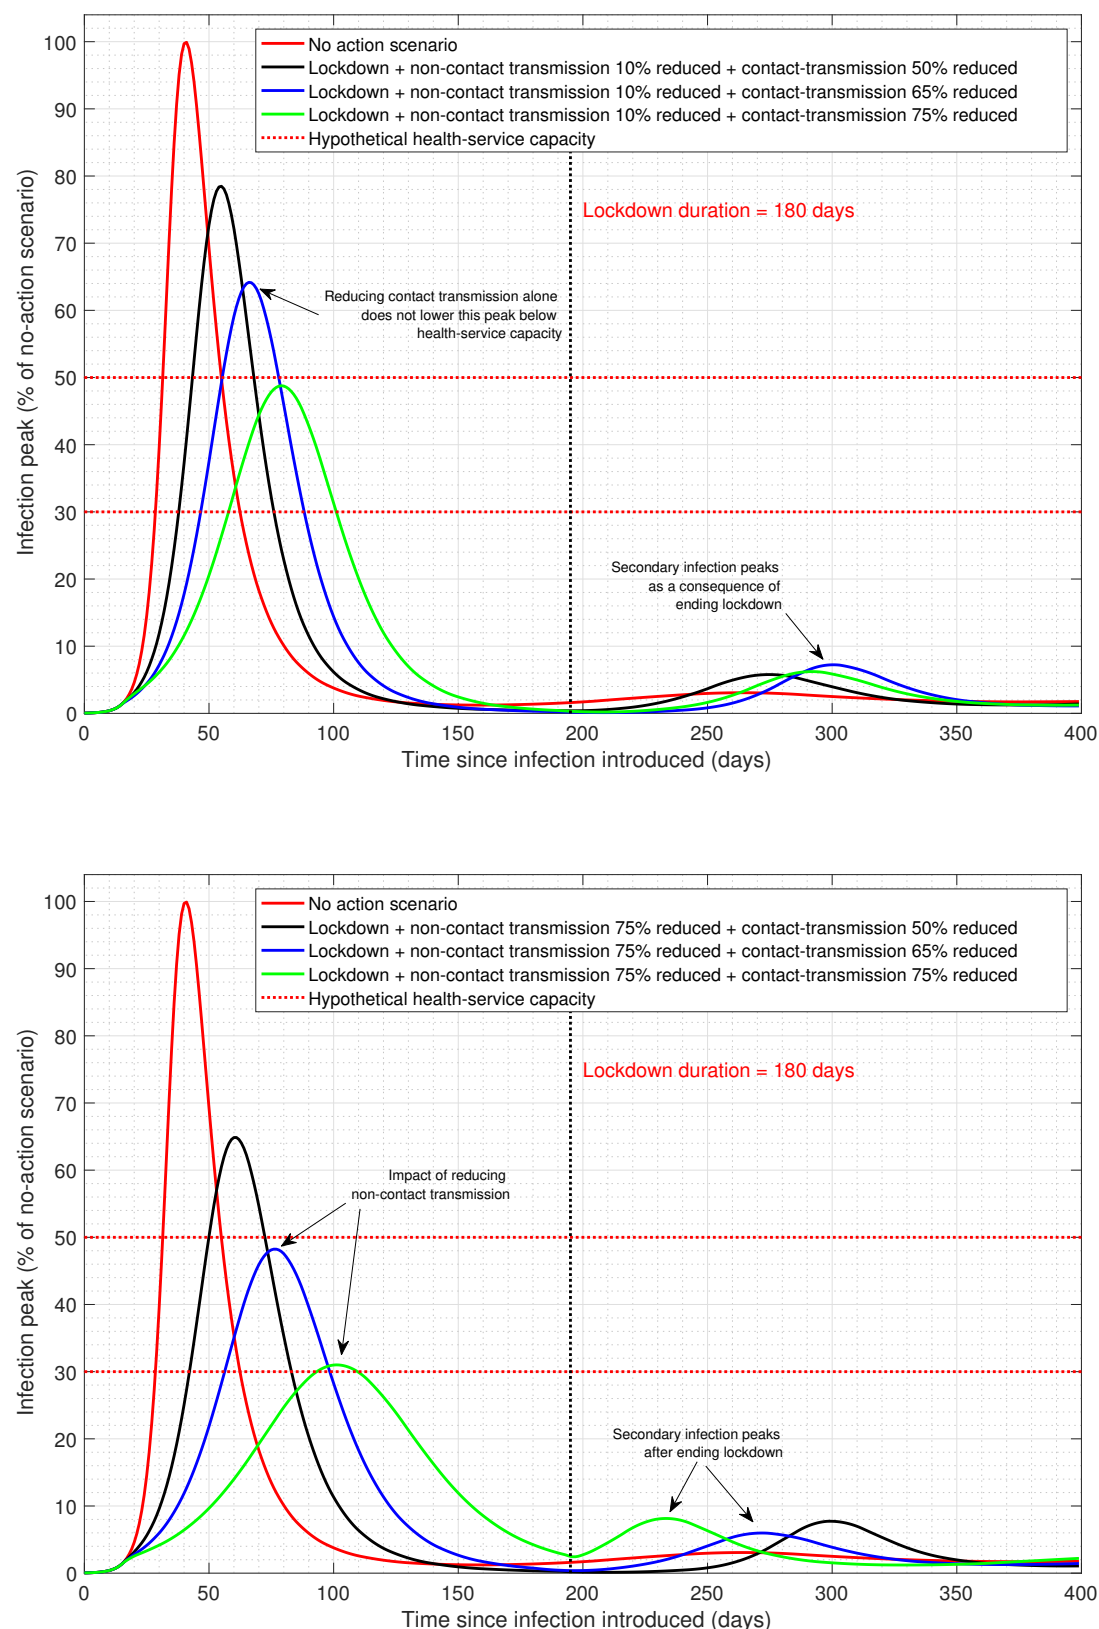 100
90
80
70
60
50
40
30
20
10
0
Infection peak (% of no-action scenario)
No action scenario
Lockdown + non-contact transmission 10% reduced + contact-transmission 50% reduced
Lockdown + non-contact transmission 10% reduced + contact-transmission 65% reduced
Lockdown + non-contact transmission 10% reduced + contact-transmission 75% reduced
Hypothetical health-service capacity
Lockdown duration = 180 days
Reducing contact transmission alone
does not lower this peak below
health-service capacity
Secondary infection peaks
as a consequence of
ending lockdown
0 50 100 150 200 250 300 350 400
Time since infection introduced (days)
100
90
80
70
60
50
40
30
20
10
0
Infection peak (% of no-action scenario)
No action scenario
Lockdown + non-contact transmission 75% reduced + contact-transmission 50% reduced
Lockdown + non-contact transmission 75% reduced + contact-transmission 65% reduced
Lockdown + non-contact transmission 75% reduced + contact-transmission 75% reduced
Hypothetical health-service capacity
Lockdown duration = 180 days
Impact of reducing
non-contact transmission
Secondary infection peaks
after ending lockdown
0 50 100 150 200 250 300 350 400
Time since infection introduced (days)